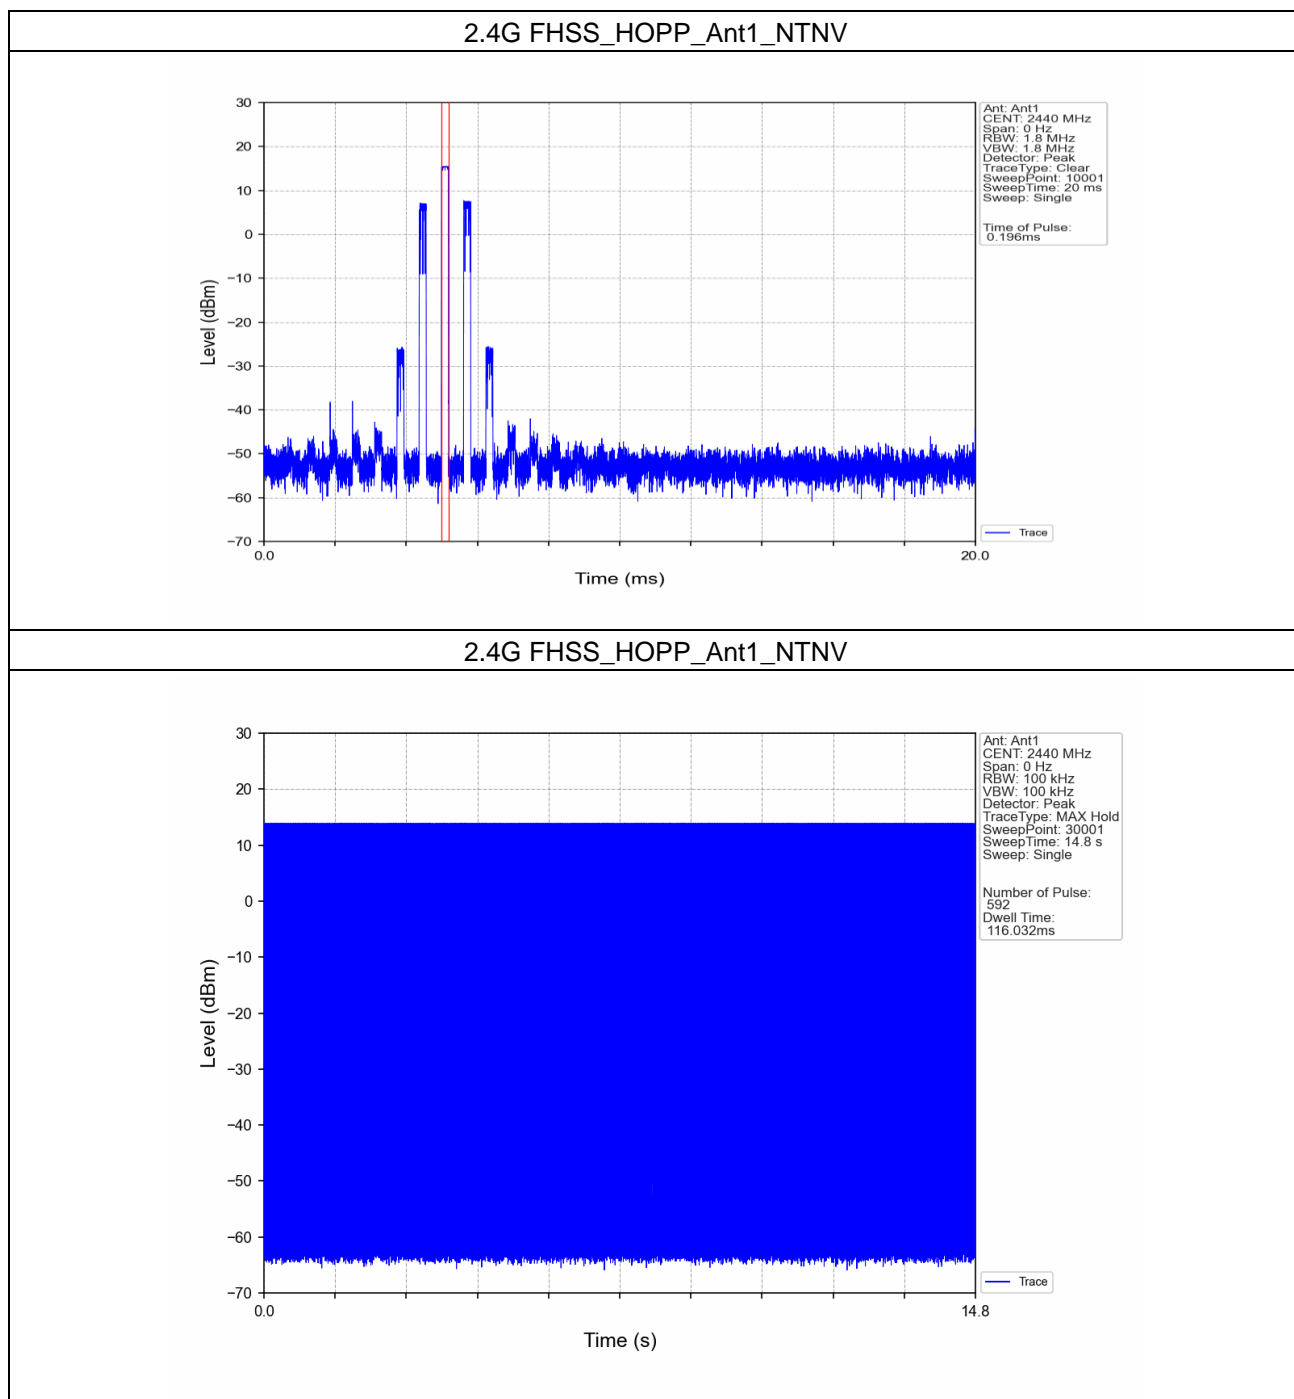 2.4G FHSS_HOPP_Ant1_NTNV
30
20
10
0
−10
−20
−30
−40
−50
−60
−70
Level (dBm)
0.0
20.0
Time (ms)
Ant: Ant1
CENT: 2440 MHz
Span: 0 Hz
RBW: 1.8 MHz
VBW: 1.8 MHz
Detector: Peak
TraceType: Clear
SweepPoint: 10001
SweepTime: 20 ms
Sweep: Single
Time of Pulse:
0.196ms
Trace
2.4G FHSS_HOPP_Ant1_NTNV
30
20
10
0
−10
−20
−30
−40
−50
−60
−70
Level (dBm)
0.0
14.8
Time (s)
Ant: Ant1
CENT: 2440 MHz
Span: 0 Hz
RBW: 100 kHz
VBW: 100 kHz
Detector: Peak
TraceType: MAX Hold
SweepPoint: 30001
SweepTime: 14.8 s
Sweep: Single
Number of Pulse:
592
Dwell Time:
116.032ms
Trace